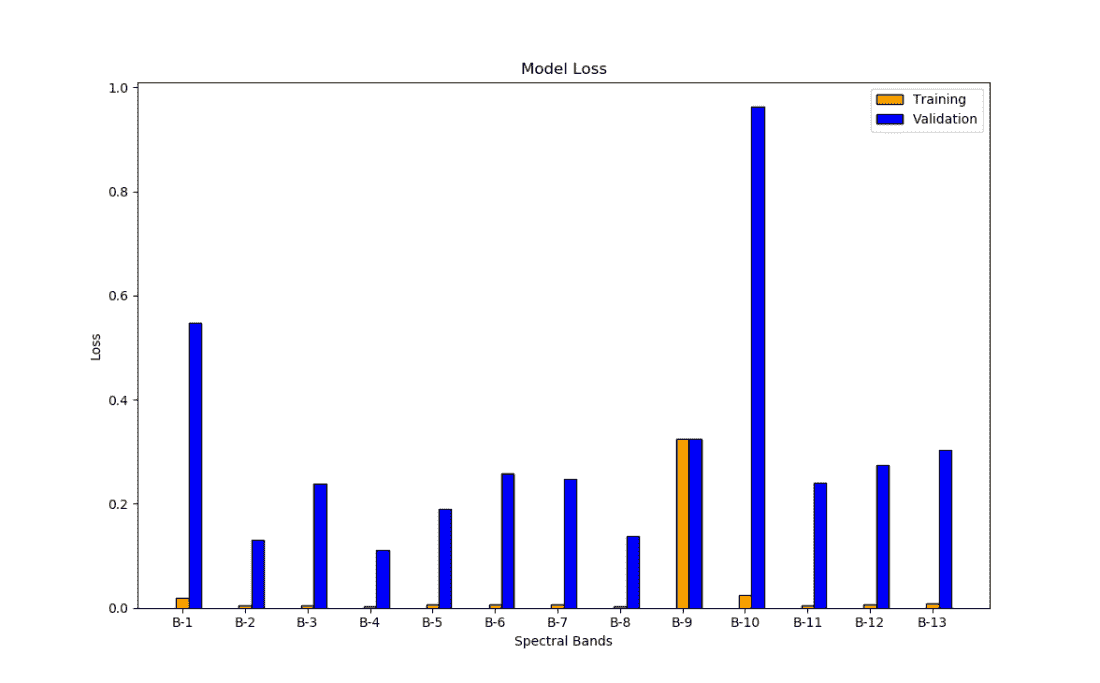 Model Loss
1.0
0.8
0.6
0.4
0.2
0.0
Loss
Training
Validation
B-1 B-2 B-3 B-4 B-5 B-6 B-7 B-8 B-9 B-10 B-11 B-12 B-13
Spectral Bands